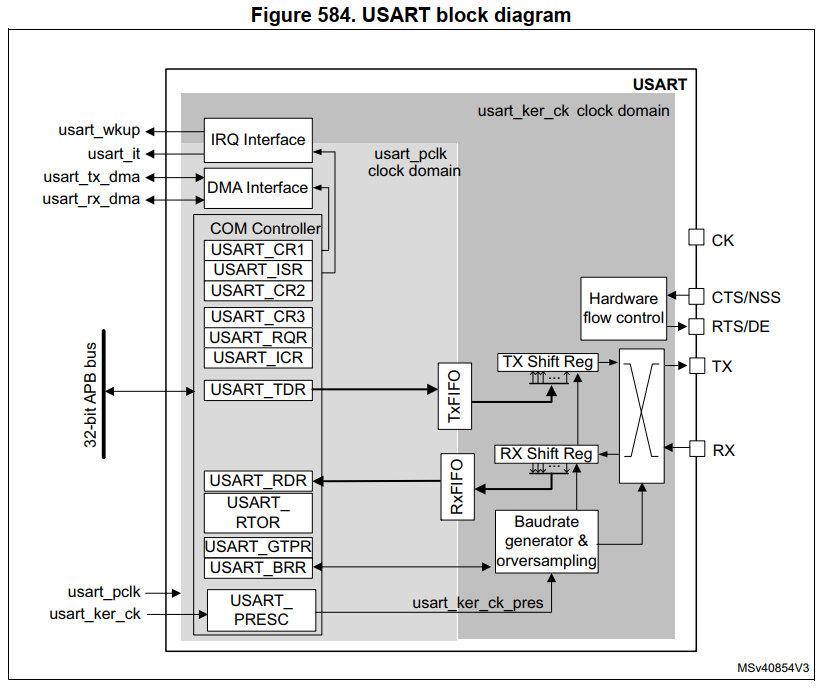 Figure 584. USART block diagram
USART
usart_ker_ck clock domain
usart_wkup
IRQ Interface
usart_it
usart_pclk
clock domain
usart_tx_dma
DMA Interface
usart_rx_dma
COM Controller
USART_CR1
CK
USART_ISR
USART_CR2
Hardware
flow control
CTS/NSS
USART_CR3
RTS/DE
USART_RQR
USART_ICR
TX Shift Reg
...
TX
32-bit APB bus
USART_TDR
TxFIFO
RX Shift Reg
...
RX
USART_RDR
RxFIFO
USART_
RTOR
Baudrate
generator &
orversampling
USART_GTPR
USART_BRR
usart_pclk
usart_ker_ck
USART_
PRESC
usart_ker_ck_pres
MSv40854V3